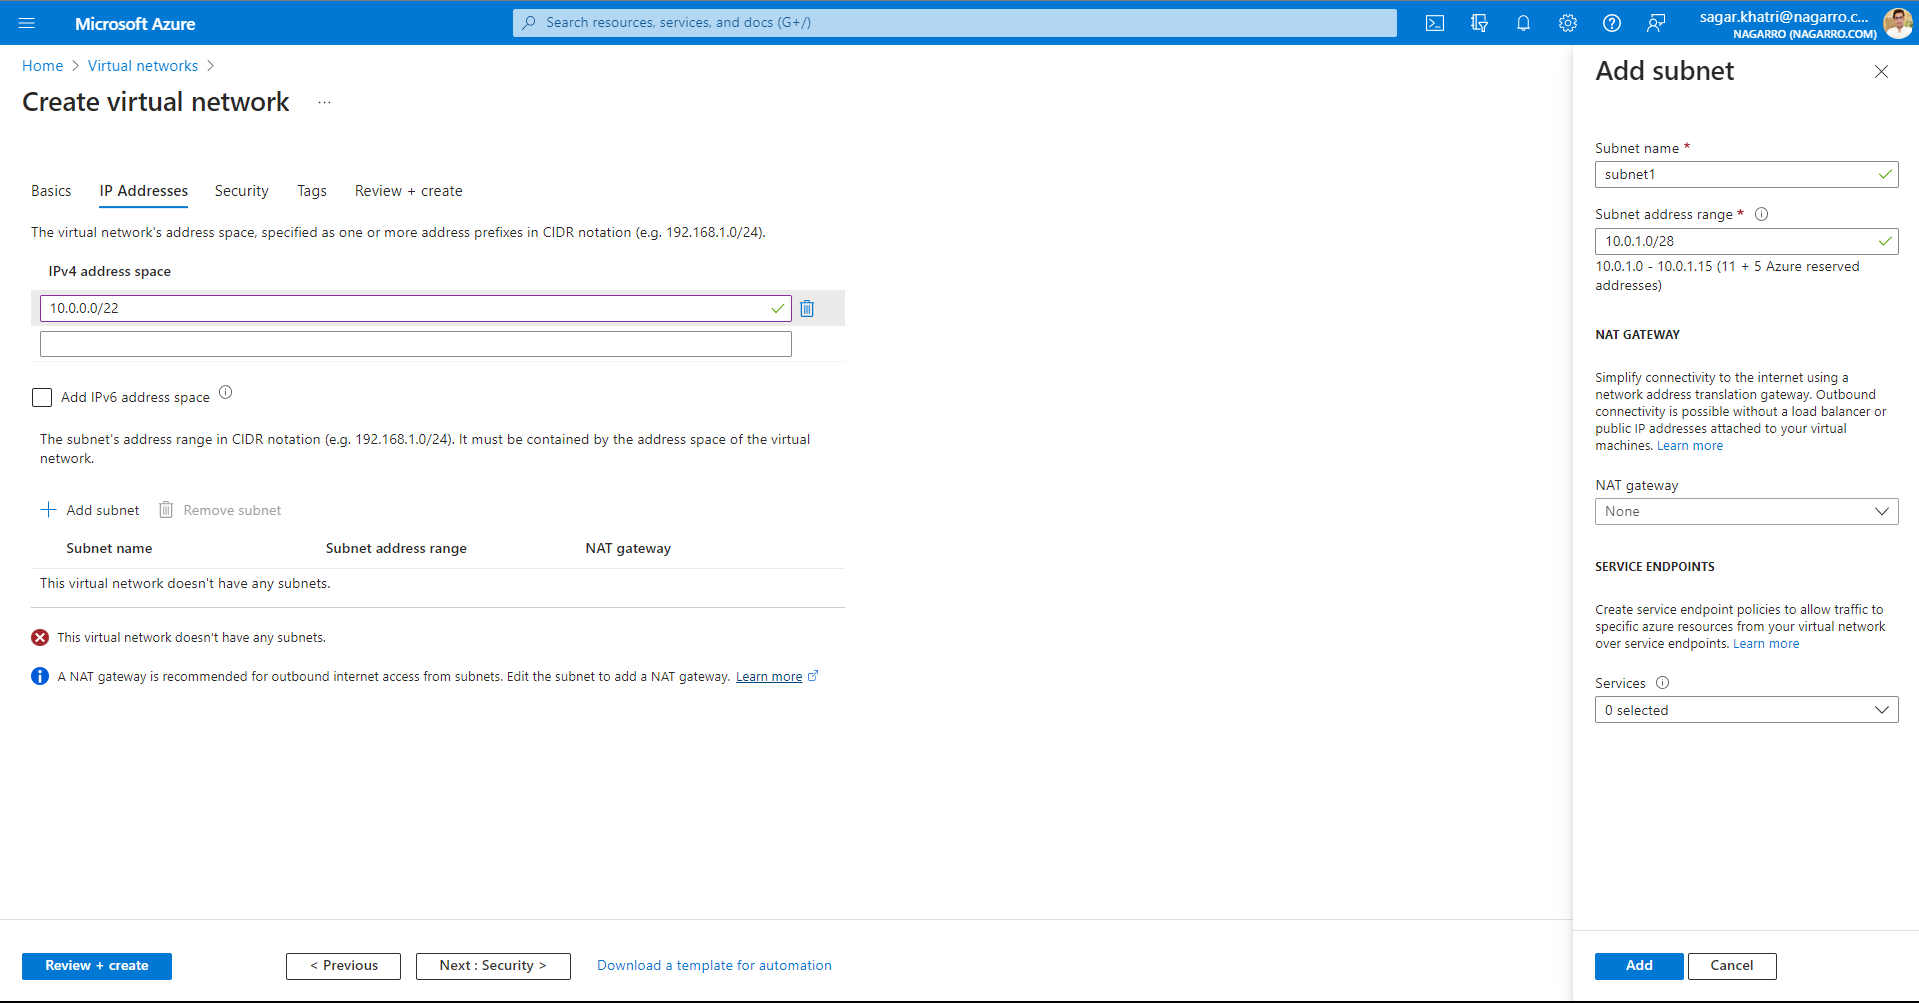 Microsoft Azure
Search resources, services, and docs (G+/)
sagar.khatri@nagarro.c...
NAGARRO (NAGARRO.COM)
Home > Virtual networks >
Create virtual network ...
Basics IP Addresses Security Tags Review + create
The virtual network's address space, specified as one or more address prefixes in CIDR notation (e.g. 192.168.1.0/24).
IPv4 address space
10.0.0.0/22
Add IPv6 address space
The subnet's address range in CIDR notation (e.g. 192.168.1.0/24). It must be contained by the address space of the virtual
network.
Add subnet Remove subnet
Subnet name Subnet address range NAT gateway
This virtual network doesn't have any subnets.
This virtual network doesn't have any subnets.
A NAT gateway is recommended for outbound internet access from subnets. Edit the subnet to add a NAT gateway. Learn more
Review + create < Previous Next : Security > Download a template for automation
Add subnet
Subnet name *
subnet1
Subnet address range *
10.0.1.0/28
10.0.1.0 - 10.0.1.15 (11 + 5 Azure reserved
addresses)
NAT GATEWAY
Simplify connectivity to the internet using a
network address translation gateway. Outbound
connectivity is possible without a load balancer or
public IP addresses attached to your virtual
machines. Learn more
NAT gateway
None
SERVICE ENDPOINTS
Create service endpoint policies to allow traffic to
specific azure resources from your virtual network
over service endpoints. Learn more
Services
0 selected
Add Cancel